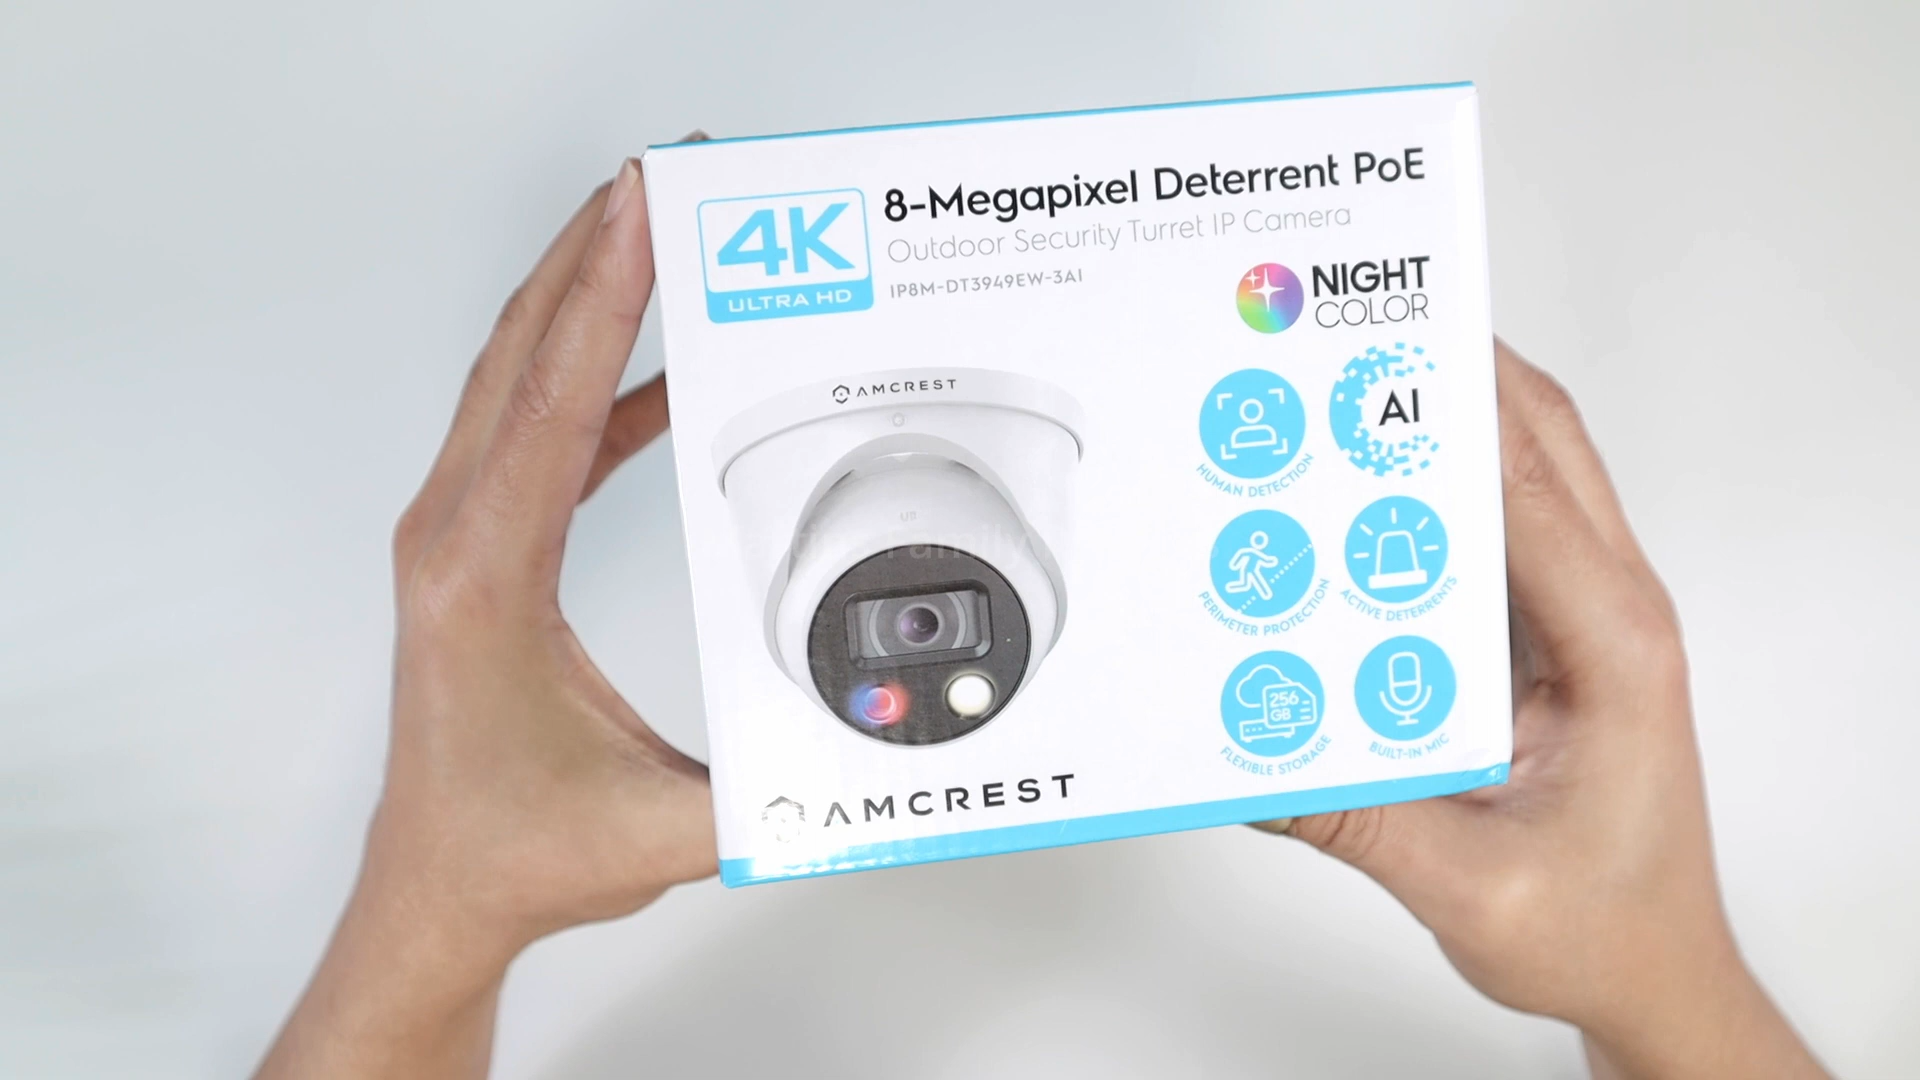 4K
ULTRA HD
8-Megapixel Deterrent PoE
Outdoor Security Turret IP Camera
IP8M-DT3949EW-3AI
NIGHT
COLOR
AMCREST
AI
HUMAN DETECTION
PERIMETER PROTECTION
ACTIVE DETERRENTS
256
GB
FLEXIBLE STORAGE
BUILT-IN MIC
Family
AMCREST